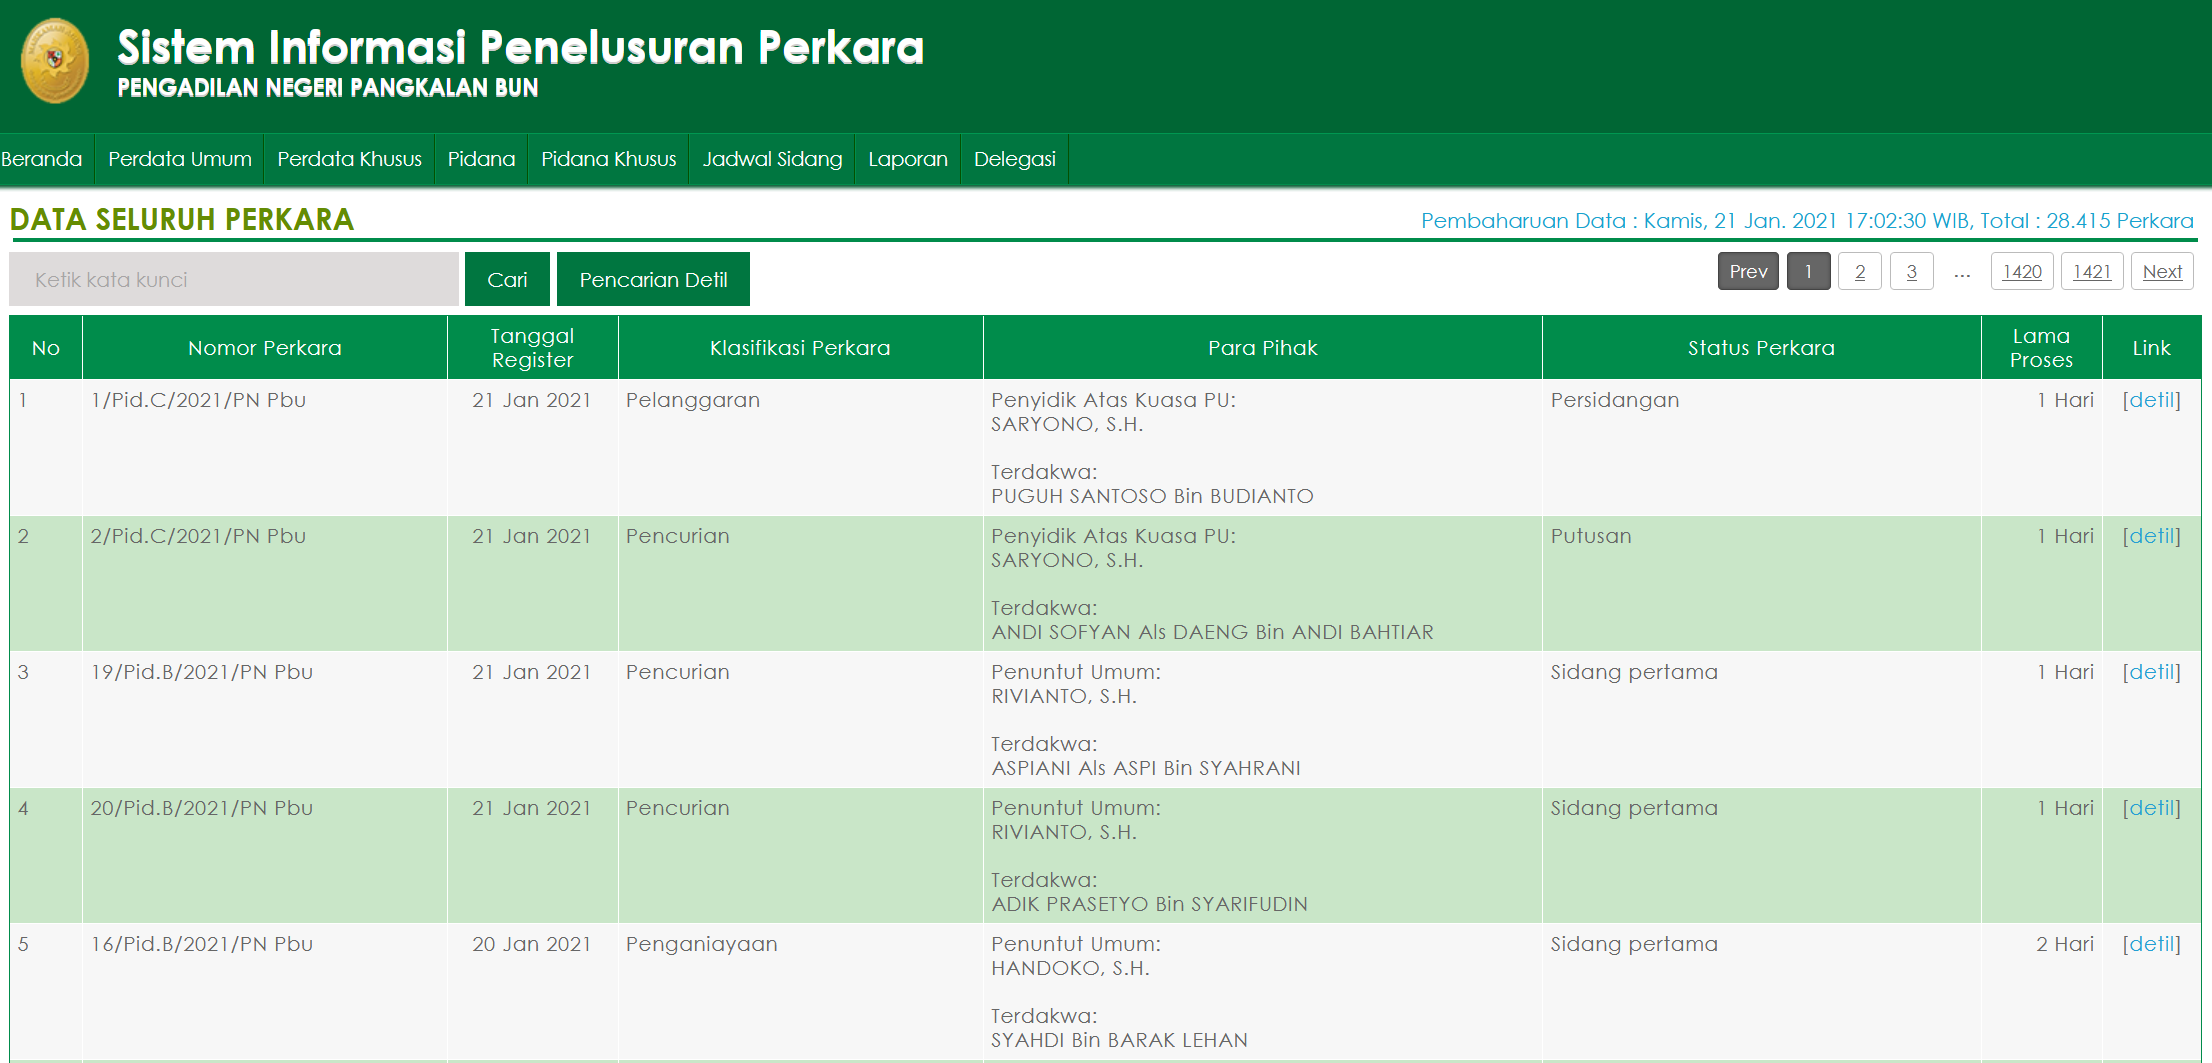 Sistem Informasi Penelusuran Perkara
PENGADILAN NEGERI PANGKALAN BUN
Beranda Perdata Umum Perdata Khusus Pidana Pidana Khusus Jadwal Sidang Laporan Delegasi
DATA SELURUH PERKARA
Pembaharuan Data : Kamis, 21 Jan. 2021 17:02:30 WIB, Total : 28.415 Perkara
Ketik kata kunci Cari Pencarian Detil
Prev 1 2 3 ... 1420 1421 Next
No Nomor Perkara Tanggal Register Klasifikasi Perkara Para Pihak Status Perkara Lama Proses Link
1 1/Pid.C/2021/PN Pbu 21 Jan 2021 Pelanggaran Penyidik Atas Kuasa PU: Persidangan 1 Hari [detil]
SARYONO, S.H.
Terdakwa:
PUGUH SANTOSO Bin BUDIANTO
2 2/Pid.C/2021/PN Pbu 21 Jan 2021 Pencurian Penyidik Atas Kuasa PU: Putusan 1 Hari [detil]
SARYONO, S.H.
Terdakwa:
ANDI SOFYAN Als DAENG Bin ANDI BAHTIAR
3 19/Pid.B/2021/PN Pbu 21 Jan 2021 Pencurian Penuntut Umum: Sidang pertama 1 Hari [detil]
RIVIANTO, S.H.
Terdakwa:
ASPIANI Als ASPI Bin SYAHRANI
4 20/Pid.B/2021/PN Pbu 21 Jan 2021 Pencurian Penuntut Umum: Sidang pertama 1 Hari [detil]
RIVIANTO, S.H.
Terdakwa:
ADIK PRASETYO Bin SYARIFUDIN
5 16/Pid.B/2021/PN Pbu 20 Jan 2021 Penganiayaan Penuntut Umum: Sidang pertama 2 Hari [detil]
HANDOKO, S.H.
Terdakwa:
SYAHDI Bin BARAK LEHAN